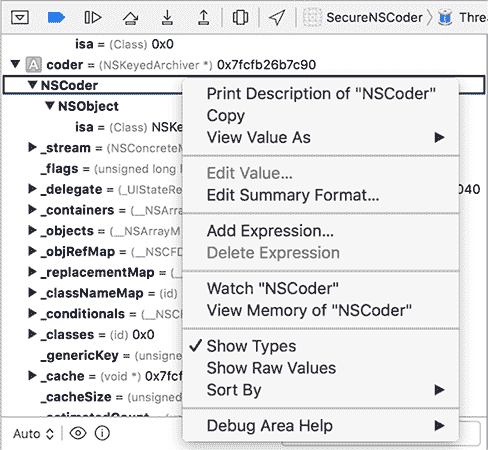 SecureNSCoder Threa
isa = (Class) 0x0
A coder = (NSKeyedArchiver *) 0x7fcfb26b7c90
NSCoder
NSObject
isa = (Class) NSKe
_stream = (NSConcreteM
_flags = (unsigned long l
_delegate = (_UIStateRe 040
_containers = (__NSArra
_objects = (__NSArrayM
_objRefMap = (__NSCFD
_replacementMap = (__
_classNameMap = (id)
_conditionals = (__NSCF
_classes = (id) 0x0
_genericKey = (unsigne
_cache = (void *) 0x7fcf
_cacheSize = (unsigned
_estimatedCount
Print Description of "NSCoder"
Copy
View Value As
Edit Value...
Edit Summary Format...
Add Expression...
Delete Expression
Watch "NSCoder"
View Memory of "NSCoder"
Show Types
Show Raw Values
Sort By
Debug Area Help
Auto